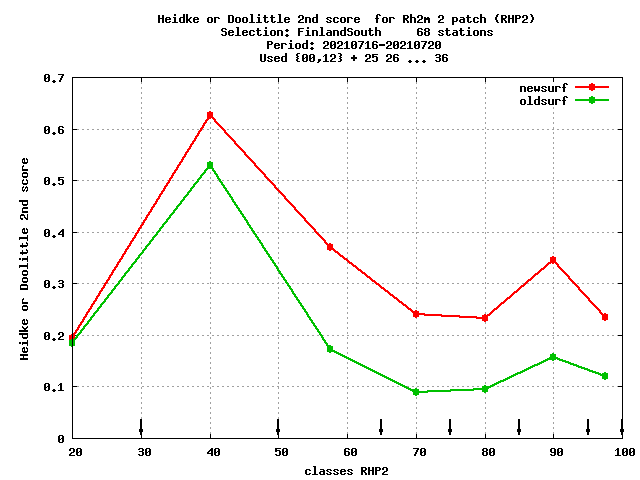 Heidke or Doolittle 2nd score  for Rh2m 2 patch (RHP2)
Selection: FinlandSouth     68 stations
Period: 20210716-20210720
Used {00,12} + 25 26 ... 36
newsurf
oldsurf
0.7
0.6
0.5
0.4
0.3
0.2
0.1
0
Heidke or Doolittle 2nd score
20 30 40 50 60 70 80 90 100
classes RHP2